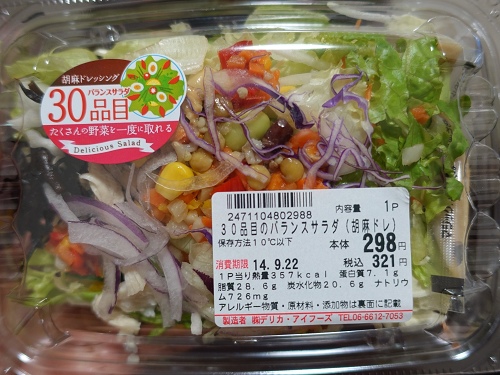 胡麻ドレッシング
バランスサラダ
30品目
たくさんの野菜を一度に取れる
Delicious Salad
2471104802988
内容量 1P
30品目のバランスサラダ(胡麻ドレ)
保存方法10℃以下
本体 298円
消費期限 14.9.22
税込 321円
1P当り熱量357kcal 蛋白質7.1g
脂質28.6g 炭水化物20.6g ナトリウ
ム726mg
アレルギー物質・原材料・添加物は裏面に記載
製造者 ㈱デリカ・アイフーズ TEL06-6612-7053